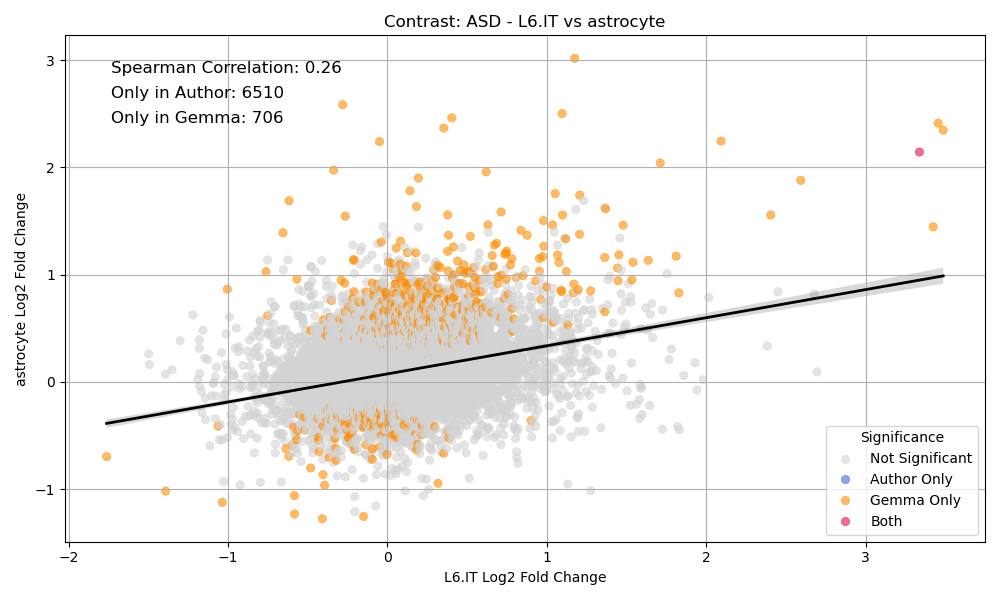 Contrast: ASD - L6.IT vs astrocyte
Spearman Correlation: 0.26
Only in Author: 6510
Only in Gemma: 706
astrocyte Log2 Fold Change
3
2
1
0
−1
−2
−1
0
1
2
3
L6.IT Log2 Fold Change
Significance
Not Significant
Author Only
Gemma Only
Both